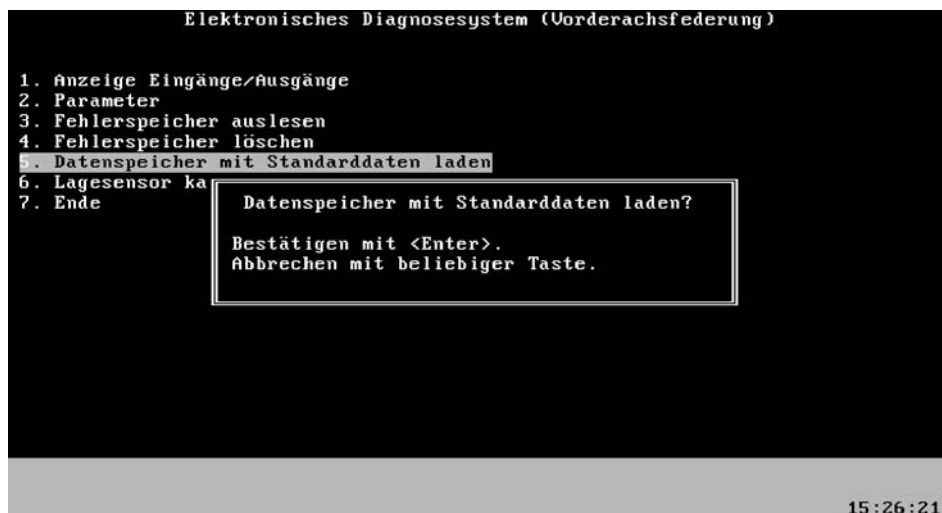 Elektronisches Diagnosesystem (Vorderachsfederung)
1. Anzeige Eingänge/Ausgänge
2. Parameter
3. Fehlerspeicher auslesen
4. Fehlerspeicher löschen
5. Datenspeicher mit Standarddaten laden
6. Lagesensor ka
7. Ende
Datenspeicher mit Standarddaten laden?
Bestätigen mit <Enter>.
Abbrechen mit beliebiger Taste.
15:26:21